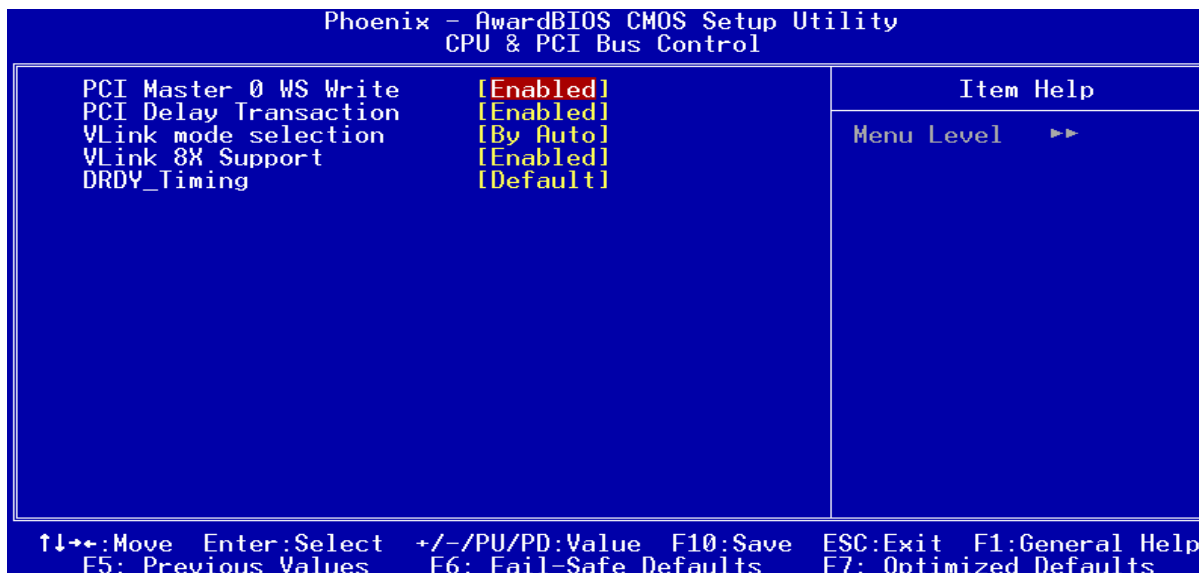 Phoenix - AwardBIOS CMOS Setup Utility
CPU & PCI Bus Control
PCI Master 0 WS Write [Enabled]
PCI Delay Transaction [Enabled]
VLink mode selection [By Auto]
VLink 8X Support [Enabled]
DRDY_Timing [Default]
Item Help
Menu Level ►►
↑↓→←:Move Enter:Select +/-/PU/PD:Value F10:Save ESC:Exit F1:General Help
F5: Previous Values F6: Fail-Safe Defaults F7: Optimized Defaults